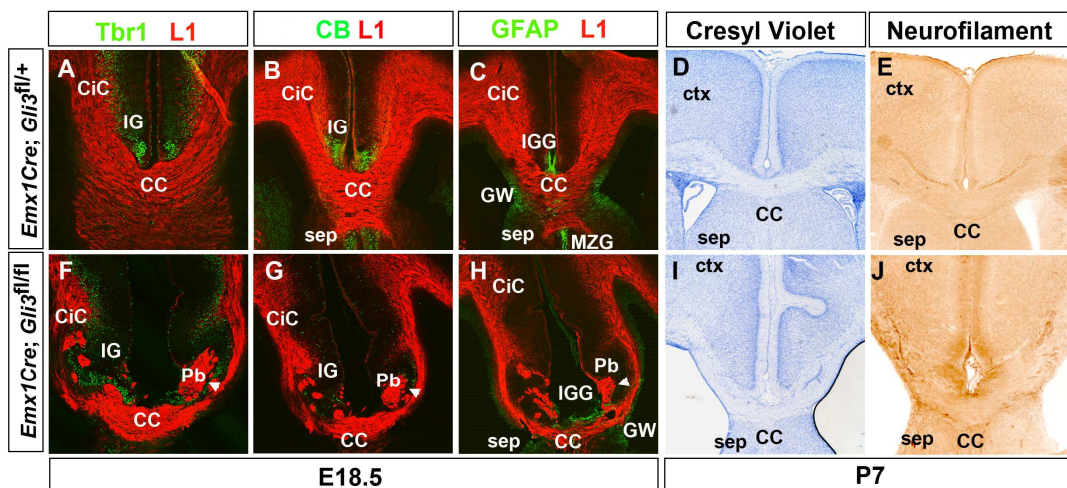 Tbr1 L1
CB L1
GFAP L1
Cresyl Violet
Neurofilament
Emx1Cre; Gli3fl/+
A
CiC
IG
CC
B
CiC
IG
CC
sep
C
CiC
IGG
CC
GW
sep
MZG
D
ctx
CC
sep
E
ctx
CC
sep
Emx1Cre; Gli3fl/fl
F
CiC
IG
Pb
CC
G
CiC
IG
Pb
CC
H
CiC
IGG
Pb
GW
sep
CC
I
ctx
sep
CC
J
ctx
sep
CC
E18.5
P7